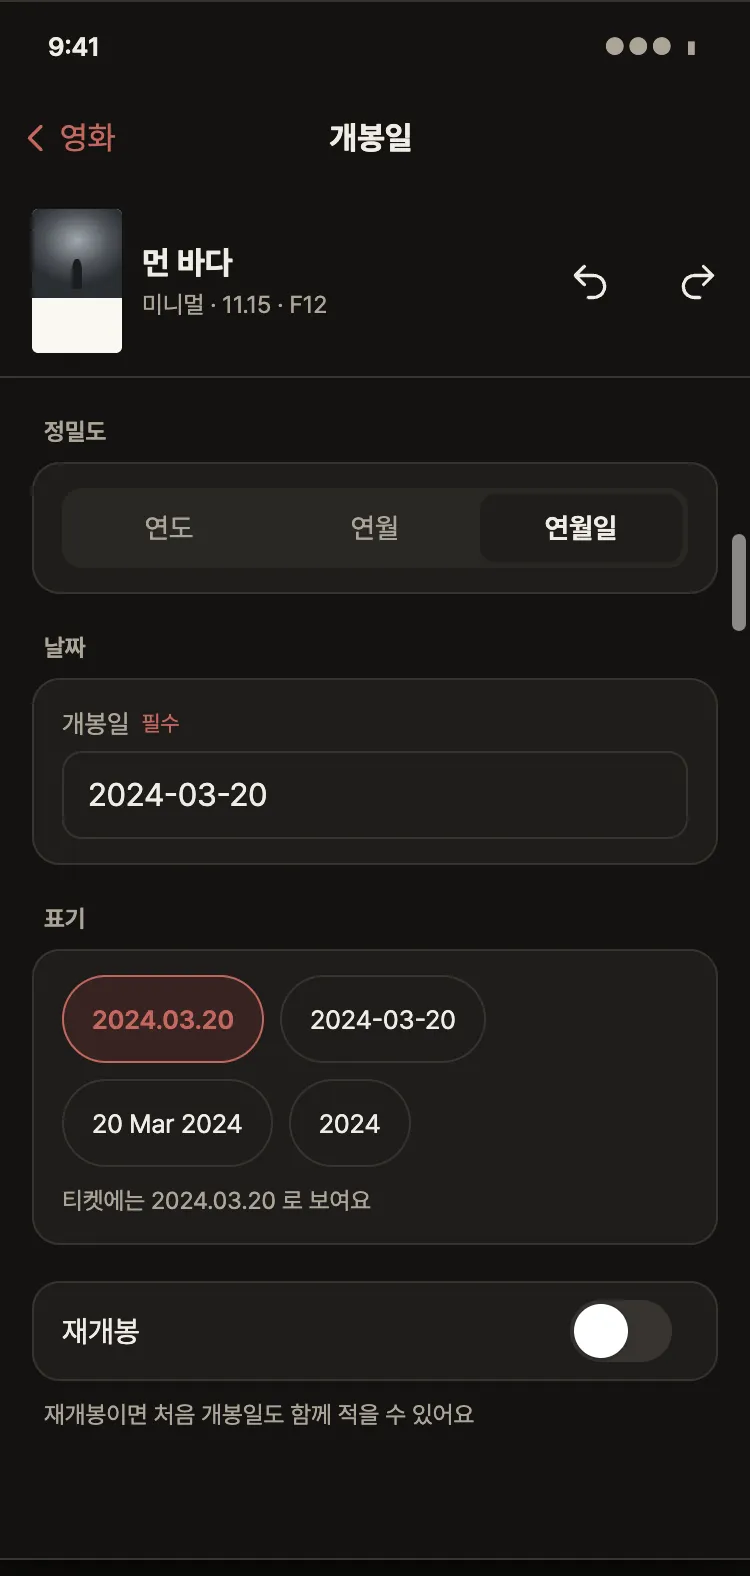 9:41
영화
개봉일
먼 바다
미니멀 · 11.15 · F12
정밀도
연도
연월
연월일
날짜
개봉일 필수
2024-03-20
표기
2024.03.20
2024-03-20
20 Mar 2024
2024
티켓에는 2024.03.20 로 보여요
재개봉
재개봉이면 처음 개봉일도 함께 적을 수 있어요